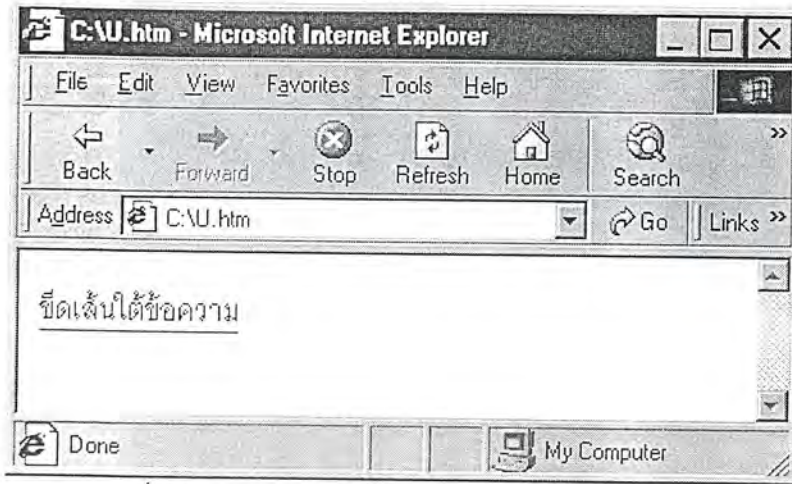 C:\U.htm - Microsoft Internet Explorer
File Edit View Favorites Tools Help
Back Forward Stop Refresh Home Search »
Address C:\U.htm Go Links »
ขีดเส้นใต้ข้อความ
Done My Computer